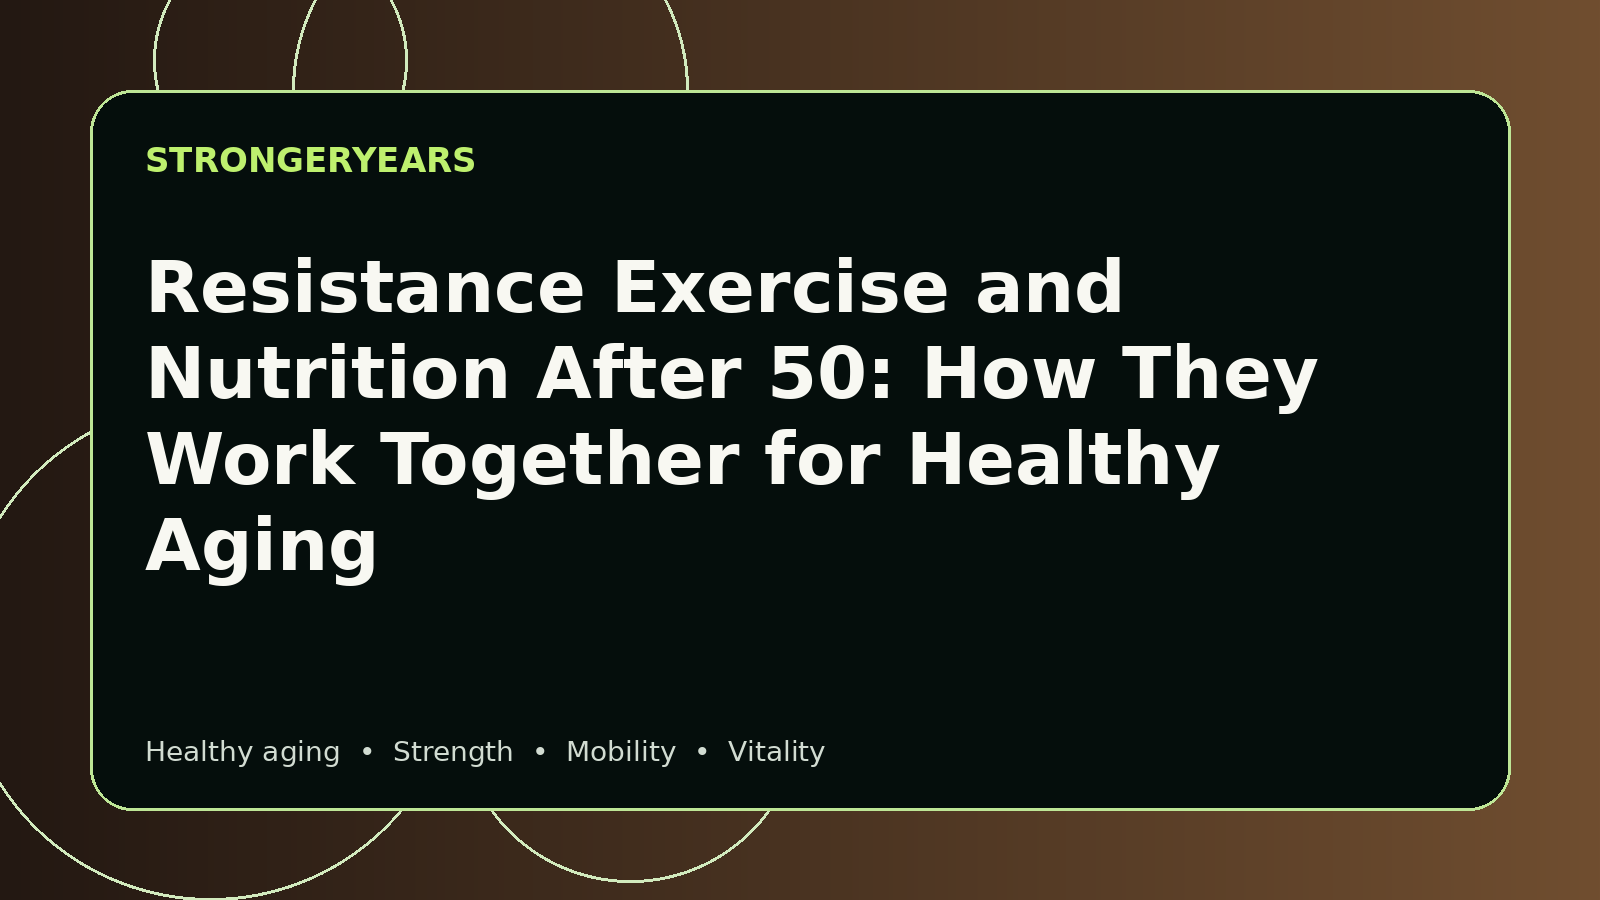 STRONGERYEARS
Resistance Exercise and
Nutrition After 50: How They
Work Together for Healthy
Aging
Healthy aging • Strength • Mobility • Vitality